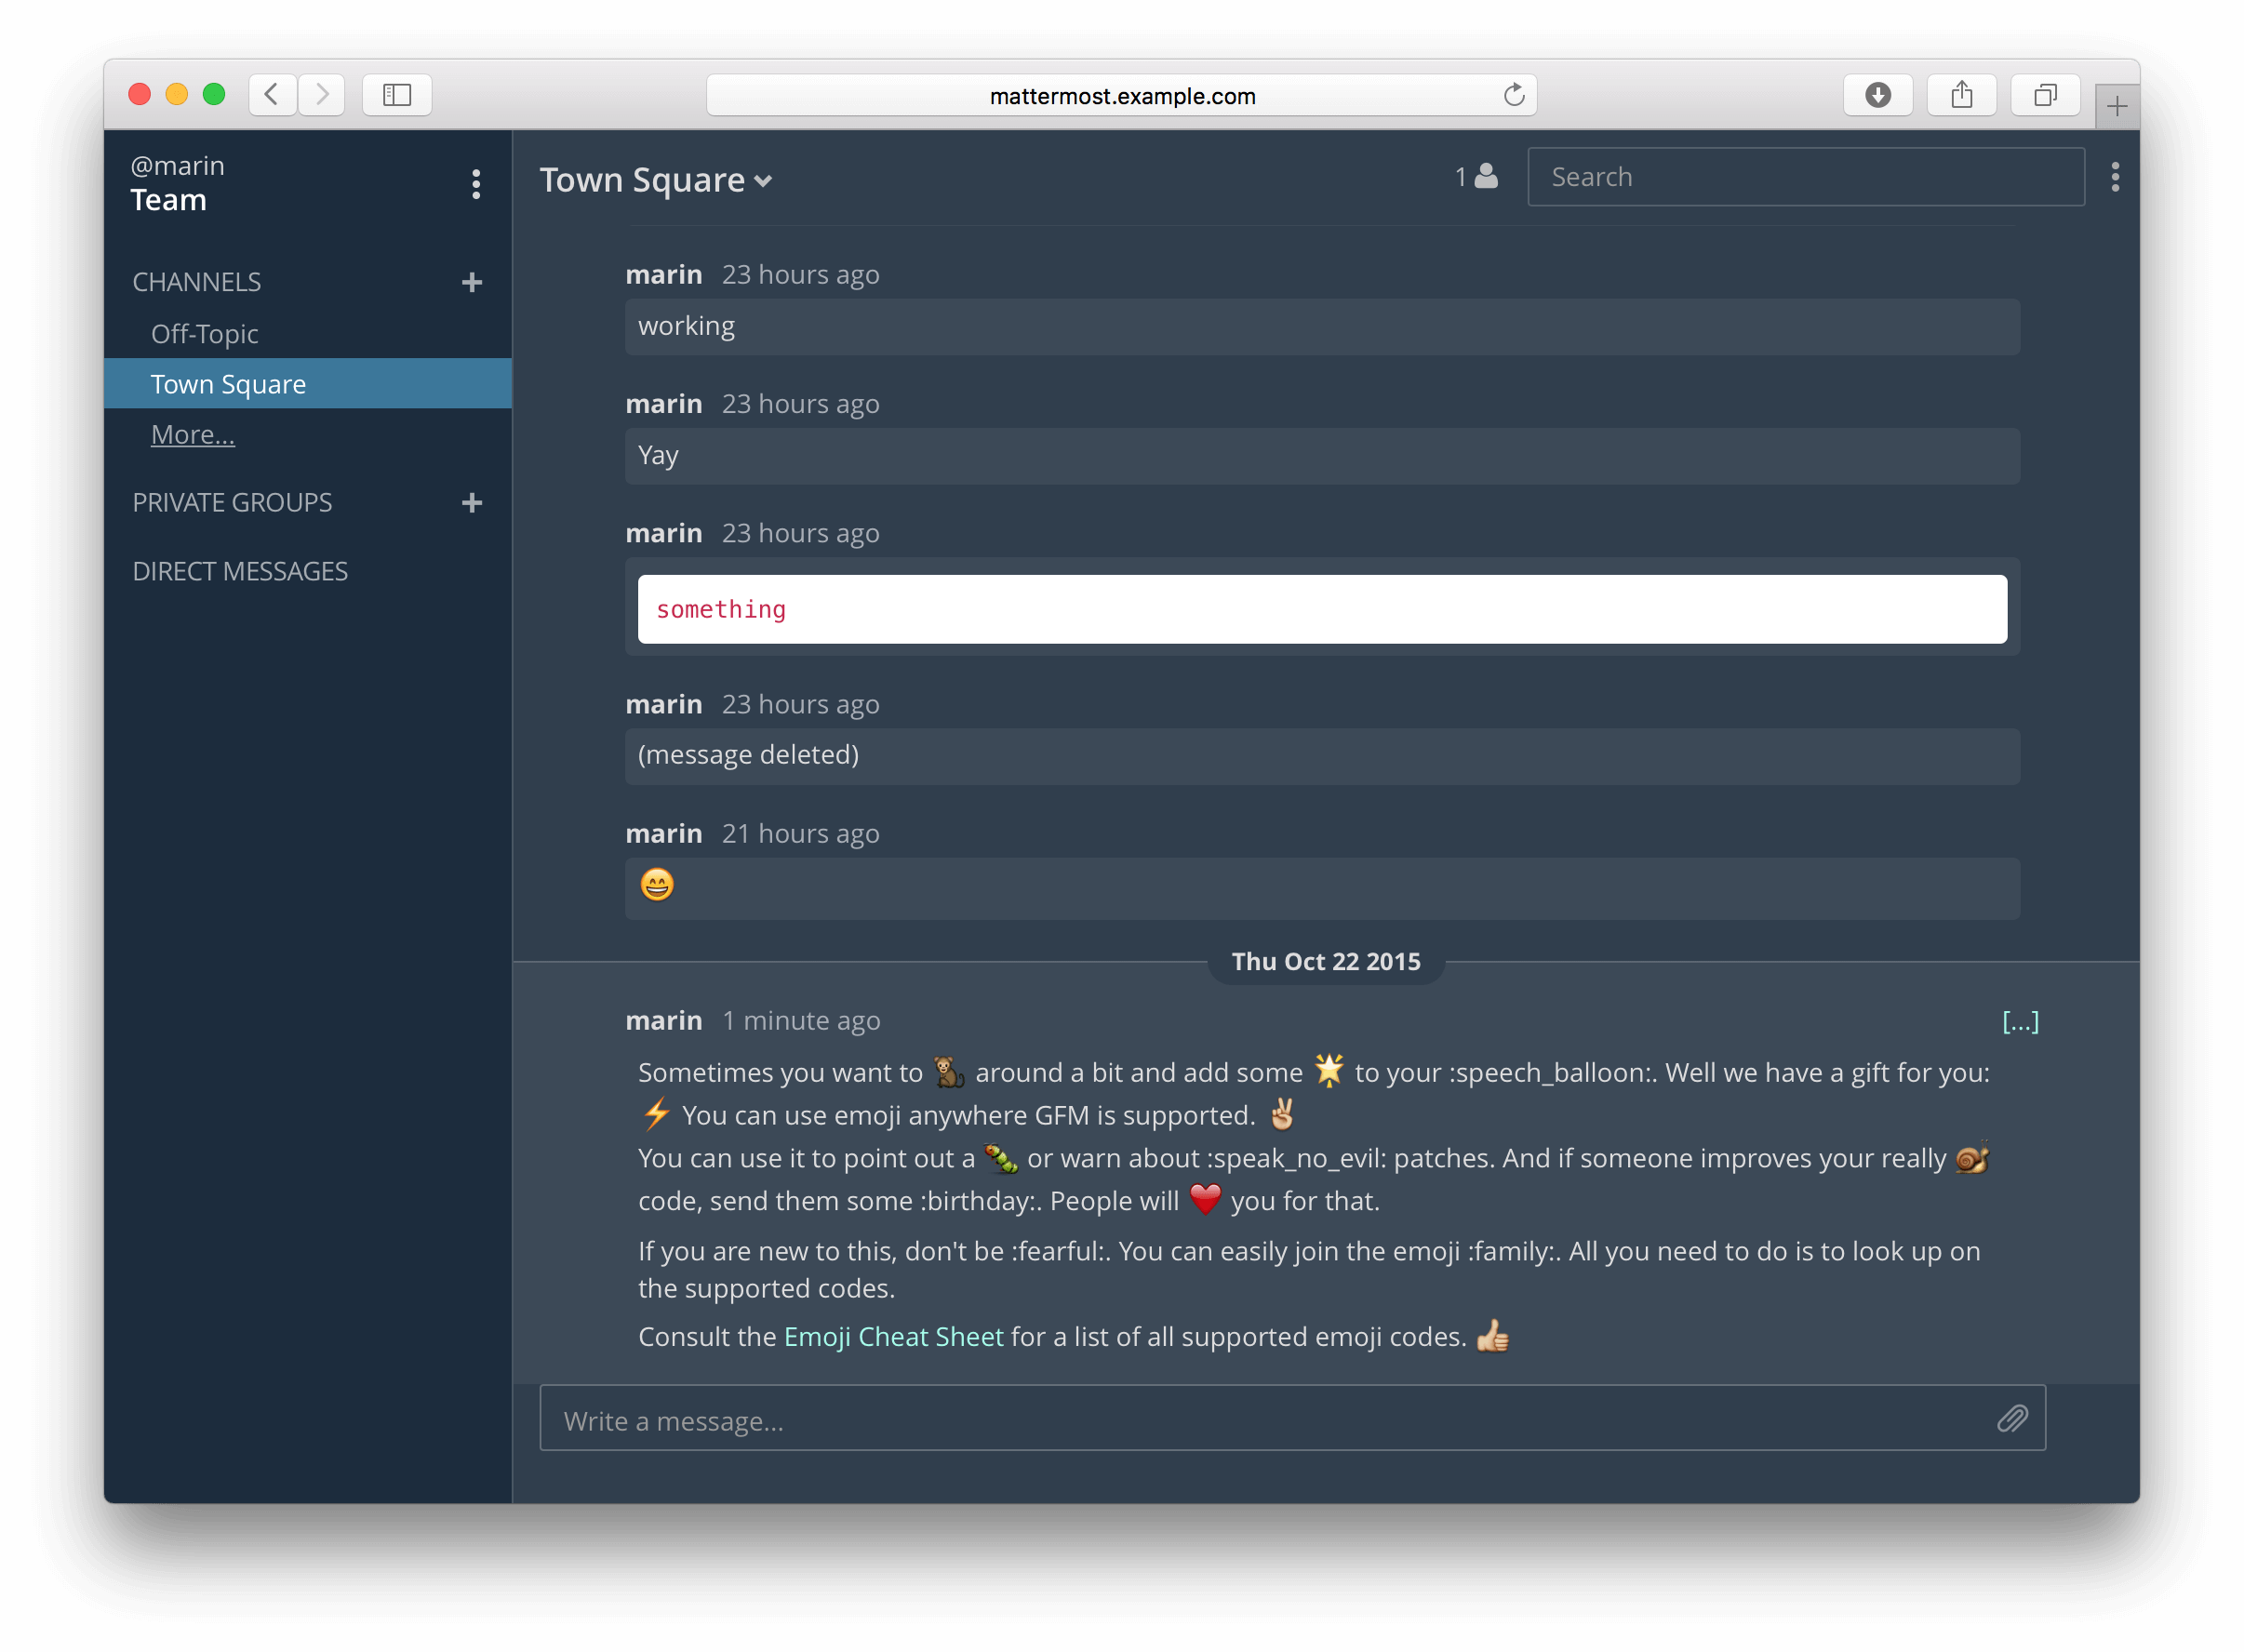 mattermost.example.com
@marin
Team
CHANNELS
Off-Topic
Town Square
More...
PRIVATE GROUPS
DIRECT MESSAGES
Town Square
1
Search
marin 23 hours ago
working
marin 23 hours ago
Yay
marin 23 hours ago
something
marin 23 hours ago
(message deleted)
marin 21 hours ago
😄
Thu Oct 22 2015
marin 1 minute ago
[...]
Sometimes you want to 🐒 around a bit and add some 🌟 to your :speech_balloon:. Well we have a gift for you:
⚡ You can use emoji anywhere GFM is supported. ✌
You can use it to point out a 🐛 or warn about :speak_no_evil: patches. And if someone improves your really 🐌
code, send them some :birthday:. People will ❤ you for that.
If you are new to this, don't be :fearful:. You can easily join the emoji :family:. All you need to do is to look up on
the supported codes.
Consult the Emoji Cheat Sheet for a list of all supported emoji codes. 👍
Write a message...